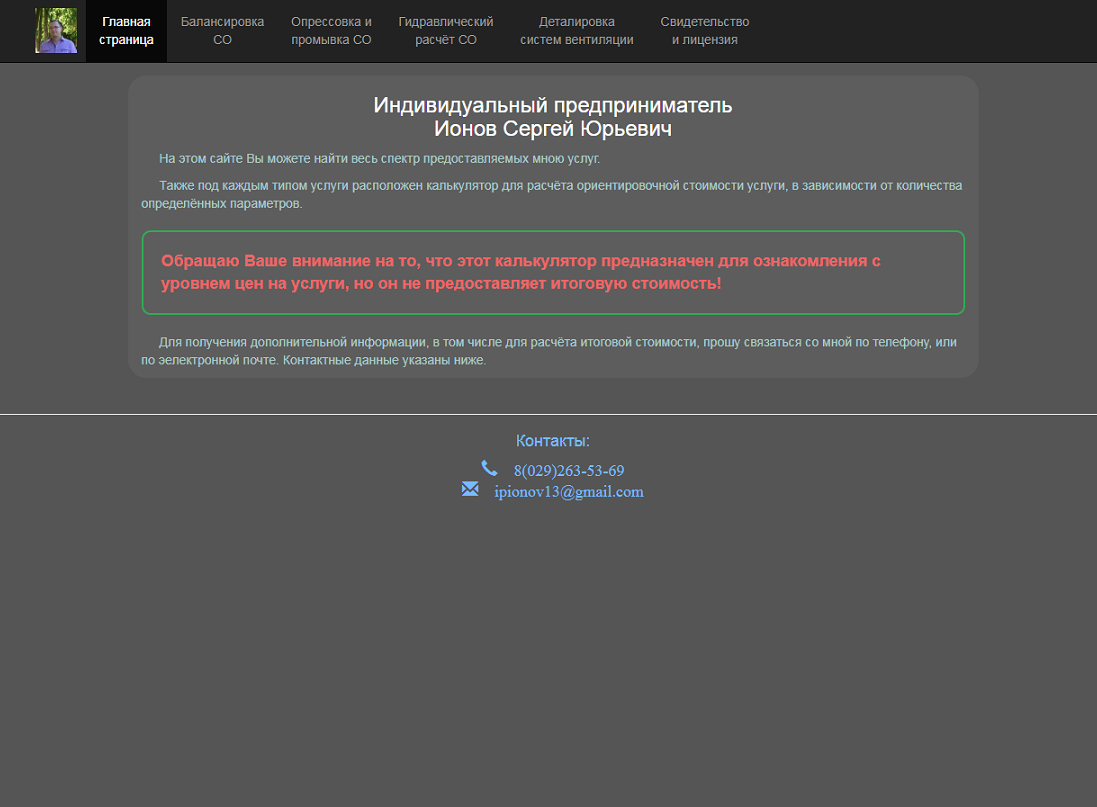 Главная
страница
Балансировка
СО
Опрессовка и
промывка СО
Гидравлический
расчёт СО
Деталировка
систем вентиляции
Свидетельство
и лицензия
Индивидуальный предприниматель
Ионов Сергей Юрьевич
На этом сайте Вы можете найти весь спектр предоставляемых мною услуг.
Также под каждым типом услуги расположен калькулятор для расчёта ориентировочной стоимости услуги, в зависимости от количества
определённых параметров.
Обращаю Ваше внимание на то, что этот калькулятор предназначен для ознакомления с
уровнем цен на услуги, но он не предоставляет итоговую стоимость!
Для получения дополнительной информации, в том числе для расчёта итоговой стоимости, прошу связаться со мной по телефону, или
по эелектронной почте. Контактные данные указаны ниже.
Контакты:
8(029)263-53-69
ipionov13@gmail.com